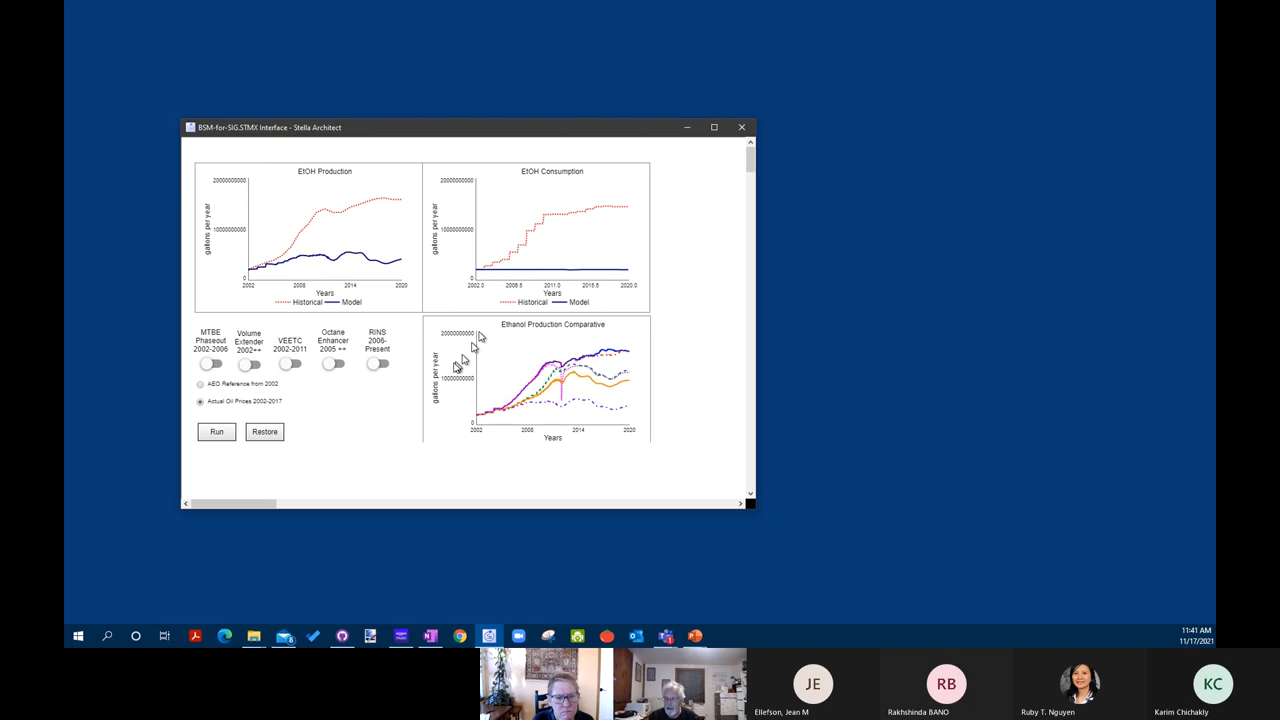 BSM-for-SIG.STMX Interface - Stella Architect
EtOH Production
20000000000
10000000000
0
gallons per year
2002
2008
2014
2020
Years
Historical
Model
EtOH Consumption
20000000000
10000000000
0
gallons per year
2002.0
2006.5
2011.0
2015.5
2020.0
Years
Historical
Model
MTBE
Phaseout
2002-2006
Volume
Extender
2002++
VEETC
2002-2011
Octane
Enhancer
2005 ++
RINS
2006-
Present
AEO Reference from 2002
Actual Oil Prices 2002-2017
Run
Restore
Ethanol Production Comparative
20000000000
10000000000
0
gallons per year
2002
2008
2014
2020
Years
11:41 AM
11/17/2021
JE
Ellefson, Jean M
RB
Rakhshinda BANO
Ruby T. Nguyen
KC
Karim Chichakly